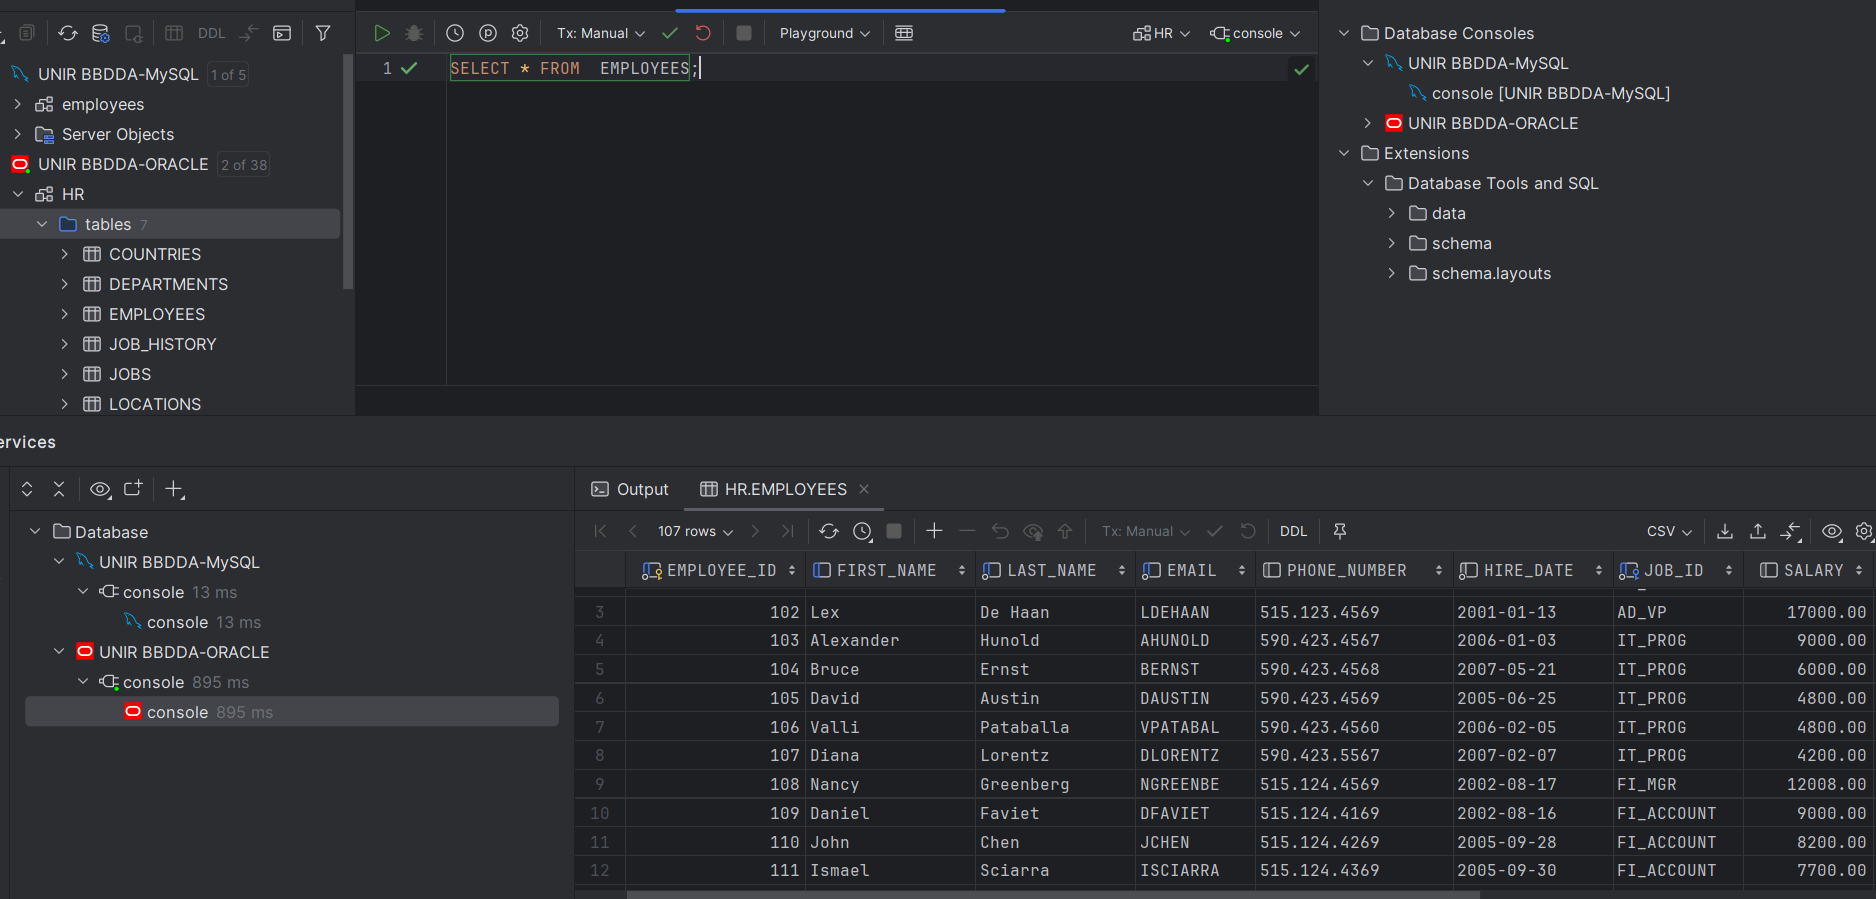 DDL
Tx: Manual
Playground
HR
console
UNIR BBDDA-MySQL 1 of 5
employees
Server Objects
UNIR BBDDA-ORACLE 2 of 38
HR
tables 7
COUNTRIES
DEPARTMENTS
EMPLOYEES
JOB_HISTORY
JOBS
LOCATIONS
1
SELECT * FROM  EMPLOYEES;
Database Consoles
UNIR BBDDA-MySQL
console [UNIR BBDDA-MySQL]
UNIR BBDDA-ORACLE
Extensions
Database Tools and SQL
data
schema
schema.layouts
ervices
Database
UNIR BBDDA-MySQL
console 13 ms
console 13 ms
UNIR BBDDA-ORACLE
console 895 ms
console 895 ms
Output HR.EMPLOYEES
107 rows Tx: Manual DDL CSV
EMPLOYEE_ID FIRST_NAME LAST_NAME EMAIL PHONE_NUMBER HIRE_DATE JOB_ID SALARY
3 102 Lex De Haan LDEHAAN 515.123.4569 2001-01-13 AD_VP 17000.00
4 103 Alexander Hunold AHUNOLD 590.423.4567 2006-01-03 IT_PROG 9000.00
5 104 Bruce Ernst BERNST 590.423.4568 2007-05-21 IT_PROG 6000.00
6 105 David Austin DAUSTIN 590.423.4569 2005-06-25 IT_PROG 4800.00
7 106 Valli Pataballa VPATABAL 590.423.4560 2006-02-05 IT_PROG 4800.00
8 107 Diana Lorentz DLORENTZ 590.423.5567 2007-02-07 IT_PROG 4200.00
9 108 Nancy Greenberg NGREENBE 515.124.4569 2002-08-17 FI_MGR 12008.00
10 109 Daniel Faviet DFAVIET 515.124.4169 2002-08-16 FI_ACCOUNT 9000.00
11 110 John Chen JCHEN 515.124.4269 2005-09-28 FI_ACCOUNT 8200.00
12 111 Ismael Sciarra ISCIARRA 515.124.4369 2005-09-30 FI_ACCOUNT 7700.00